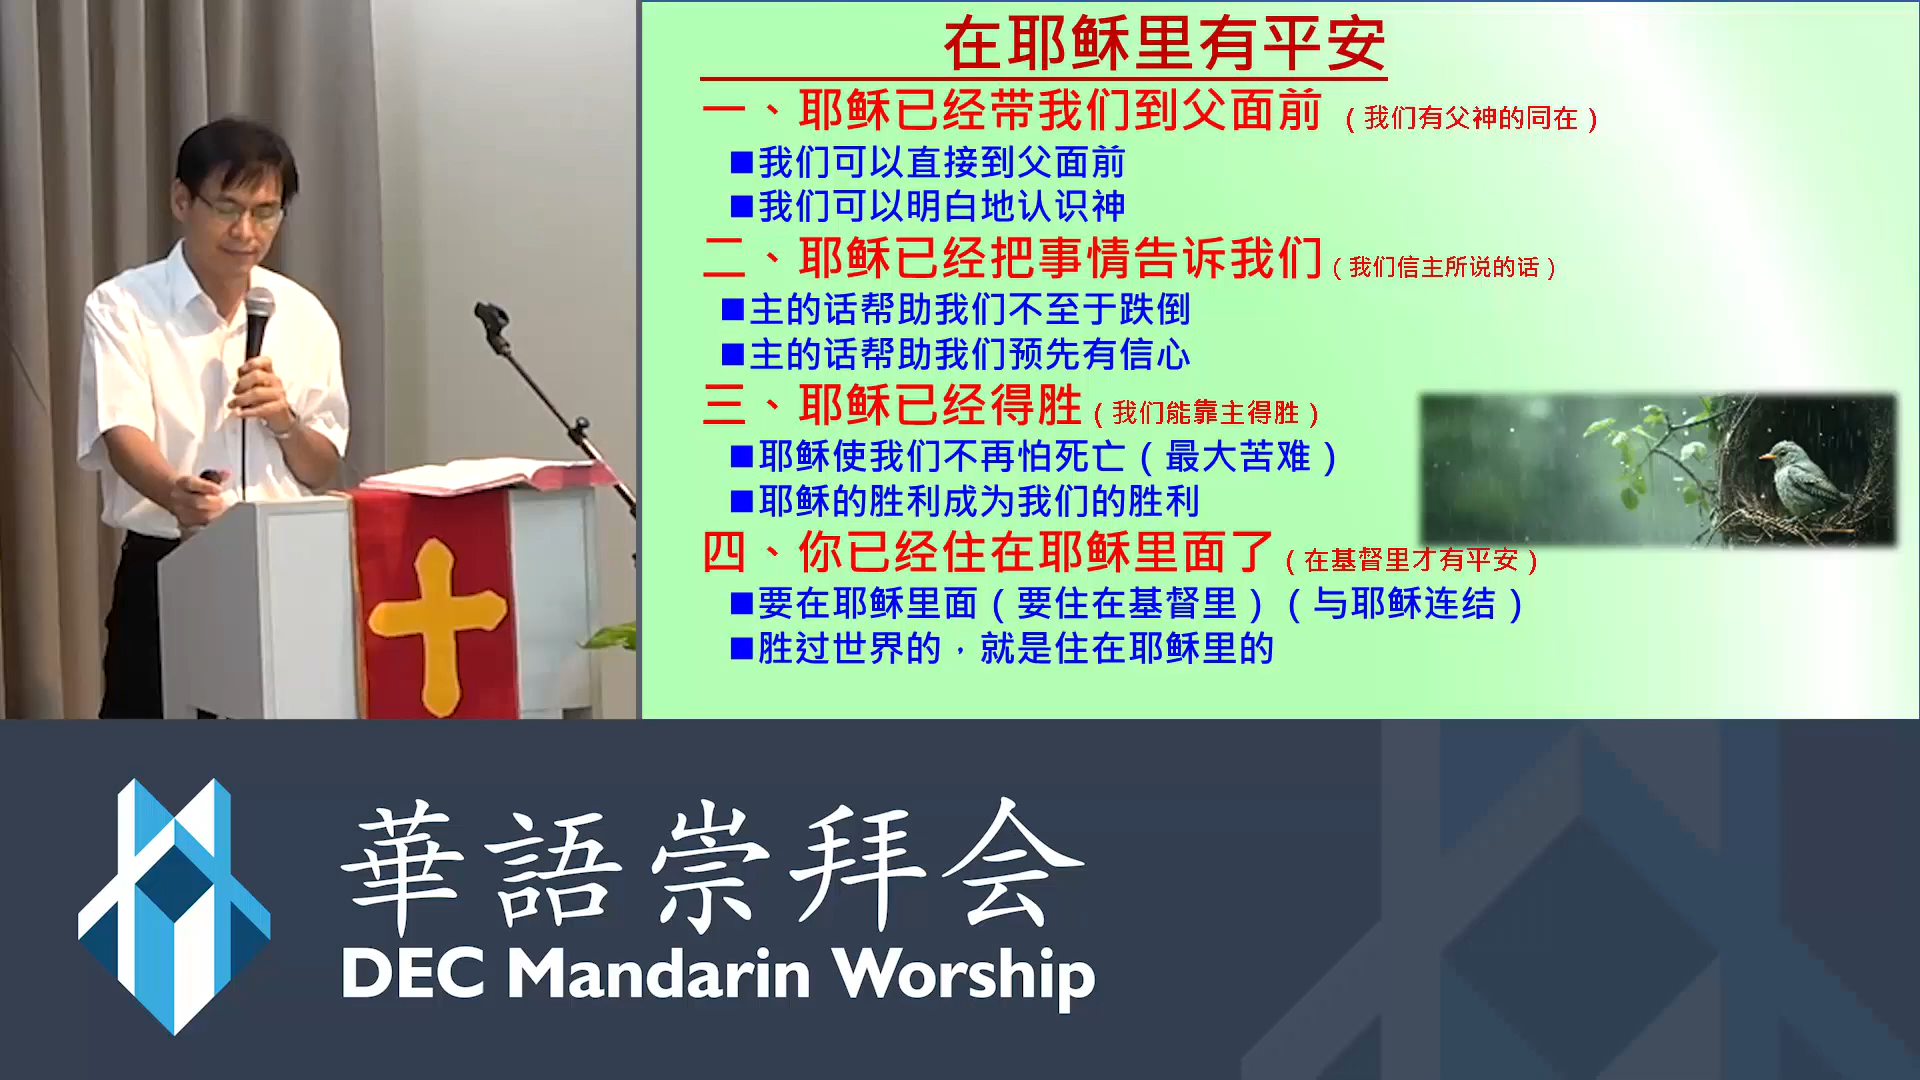 在耶稣里有平安
一、耶稣已经带我们到父面前（我们有父神的同在）
■我们可以直接到父面前
■我们可以明白地认识神
二、耶稣已经把事情告诉我们（我们信主所说的话）
■主的话帮助我们不至于跌倒
■主的话帮助我们预先有信心
三、耶稣已经得胜（我们能靠主得胜）
■耶稣使我们不再怕死亡（最大苦难）
■耶稣的胜利成为我们的胜利
四、你已经住在耶稣里面了（在基督里才有平安）
■要在耶稣里面（要住在基督里）（与耶稣连结）
■胜过世界的，就是住在耶稣里的
華語崇拜会
DEC Mandarin Worship